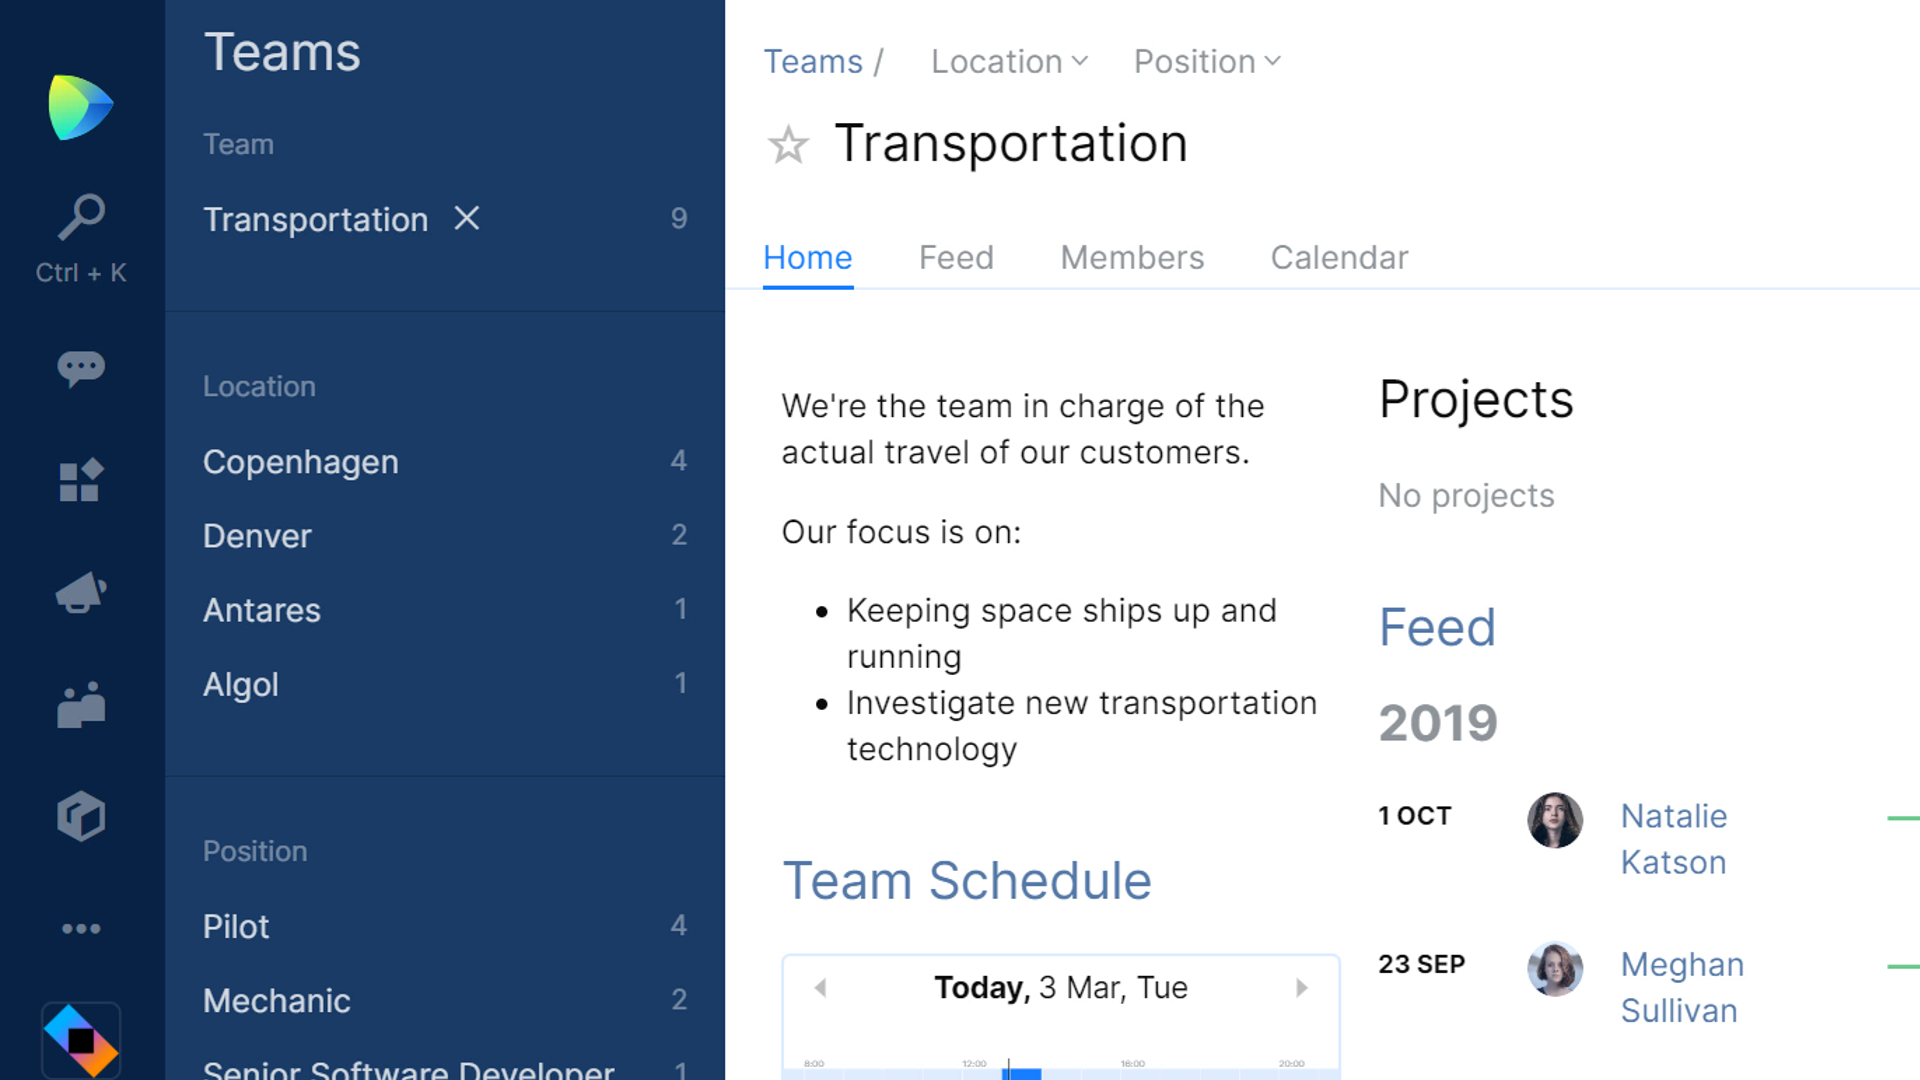 Teams
Ctrl + K
Team
Transportation 9
Location
Copenhagen 4
Denver 2
Antares 1
Algol 1
Position
Pilot 4
Mechanic 2
Senior Software Developer 1
Teams / Location Position
Transportation
Home Feed Members Calendar
We're the team in charge of the
actual travel of our customers.
Our focus is on:
• Keeping space ships up and
running
• Investigate new transportation
technology
Team Schedule
Today, 3 Mar, Tue
8:00 12:00 16:00 20:00
Projects
No projects
Feed
2019
1 OCT Natalie
Katson
23 SEP Meghan
Sullivan